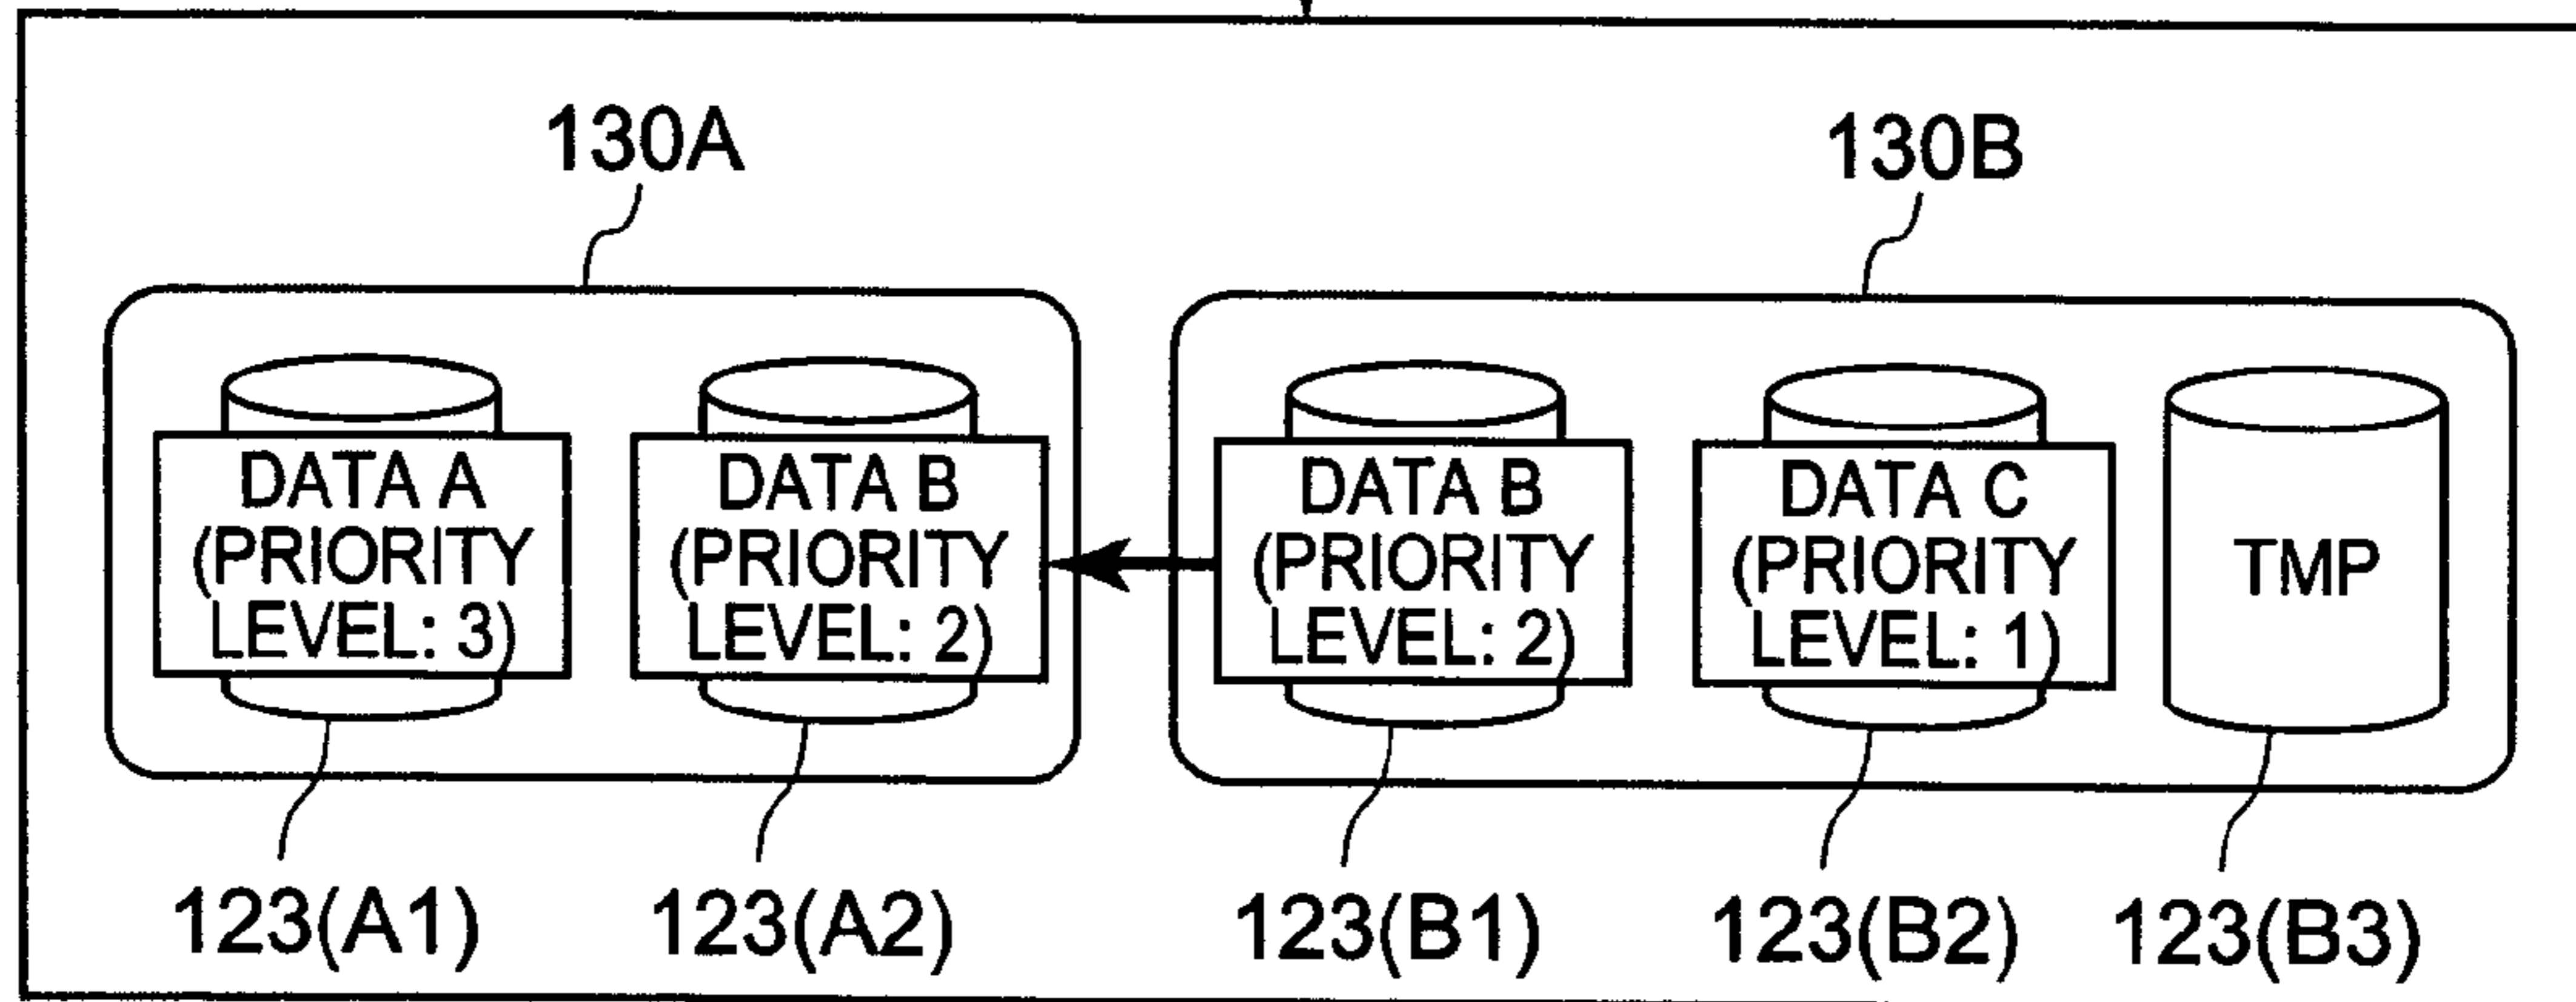 130A
130B
DATA A
(PRIORITY
LEVEL: 3)
DATA B
(PRIORITY
LEVEL: 2)
DATA B
(PRIORITY
LEVEL: 2)
DATA C
(PRIORITY
LEVEL: 1)
TMP
123(A1)
123(A2)
123(B1)
123(B2)
123(B3)